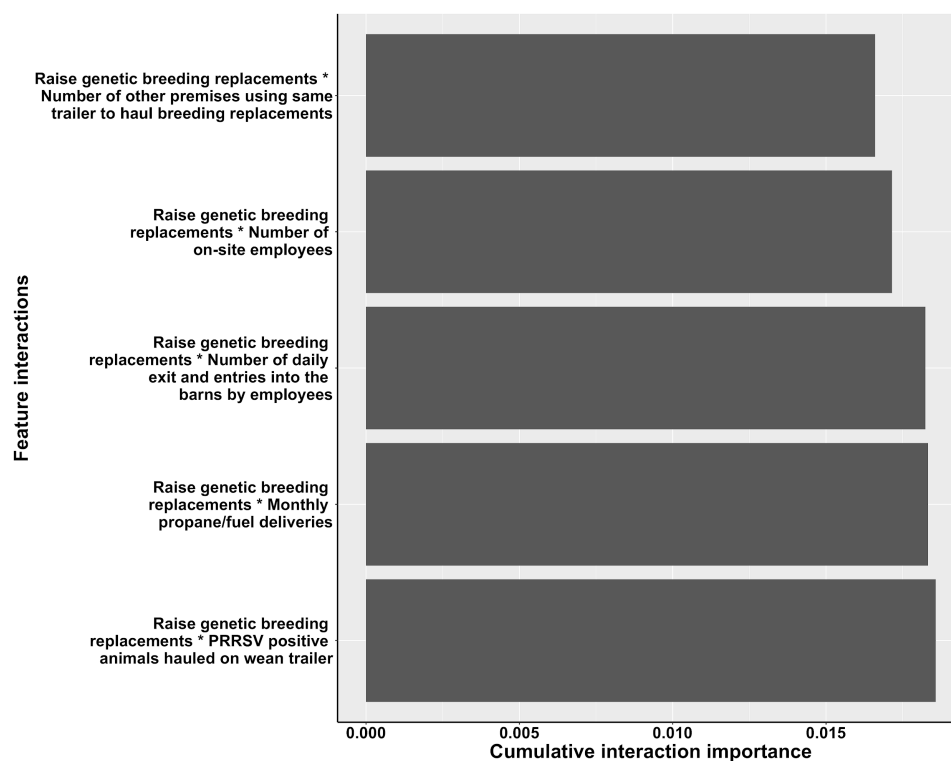 Raise genetic breeding replacements *
Number of other premises using same
trailer to haul breeding replacements
Raise genetic breeding
replacements * Number of
on-site employees
Raise genetic breeding
replacements * Number of daily
exit and entries into the
barns by employees
Raise genetic breeding
replacements * Monthly
propane/fuel deliveries
Raise genetic breeding
replacements * PRRSV positive
animals hauled on wean trailer
Feature interactions
0.000 0.005 0.010 0.015
Cumulative interaction importance